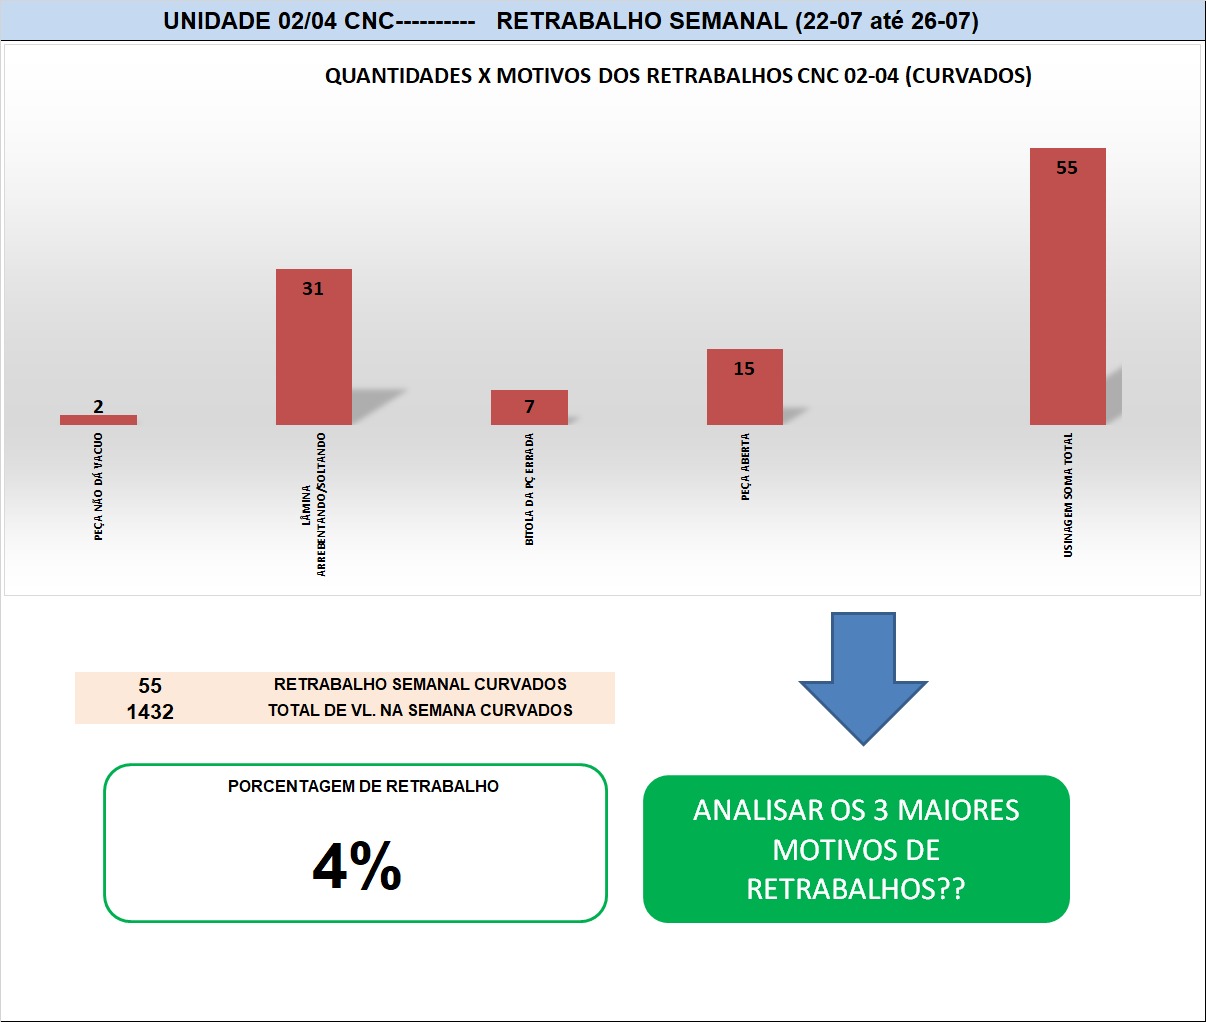 UNIDADE 02/04 CNC---------- RETRABALHO SEMANAL (22-07 até 26-07)
QUANTIDADES X MOTIVOS DOS RETRABALHOS CNC 02-04 (CURVADOS)
2
31
7
15
55
PEÇA NÃO DÁ VACUO
LÂMINA
ARREBENTANDO/SOLTANDO
BITOLA DA PÇ ERRADA
PEÇA ABERTA
USINAGEM SOMA TOTAL
55 RETRABALHO SEMANAL CURVADOS
1432 TOTAL DE VL. NA SEMANA CURVADOS
PORCENTAGEM DE RETRABALHO
4%
ANALISAR OS 3 MAIORES
MOTIVOS DE
RETRABALHOS??